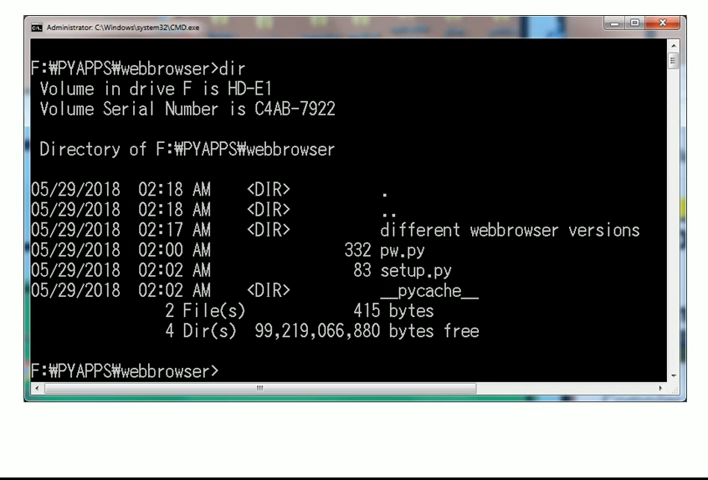 Administrator: C:\Windows\system32\CMD.exe
F:₩PYAPPS₩webbrowser>dir
Volume in drive F is HD-E1
Volume Serial Number is C4AB-7922
Directory of F:₩PYAPPS₩webbrowser
05/29/2018 02:18 AM <DIR> .
05/29/2018 02:18 AM <DIR> ..
05/29/2018 02:17 AM <DIR> different webbrowser versions
05/29/2018 02:00 AM 332 pw.py
05/29/2018 02:02 AM 83 setup.py
05/29/2018 02:02 AM <DIR> __pycache__
2 File(s) 415 bytes
4 Dir(s) 99,219,066,880 bytes free
F:₩PYAPPS₩webbrowser>